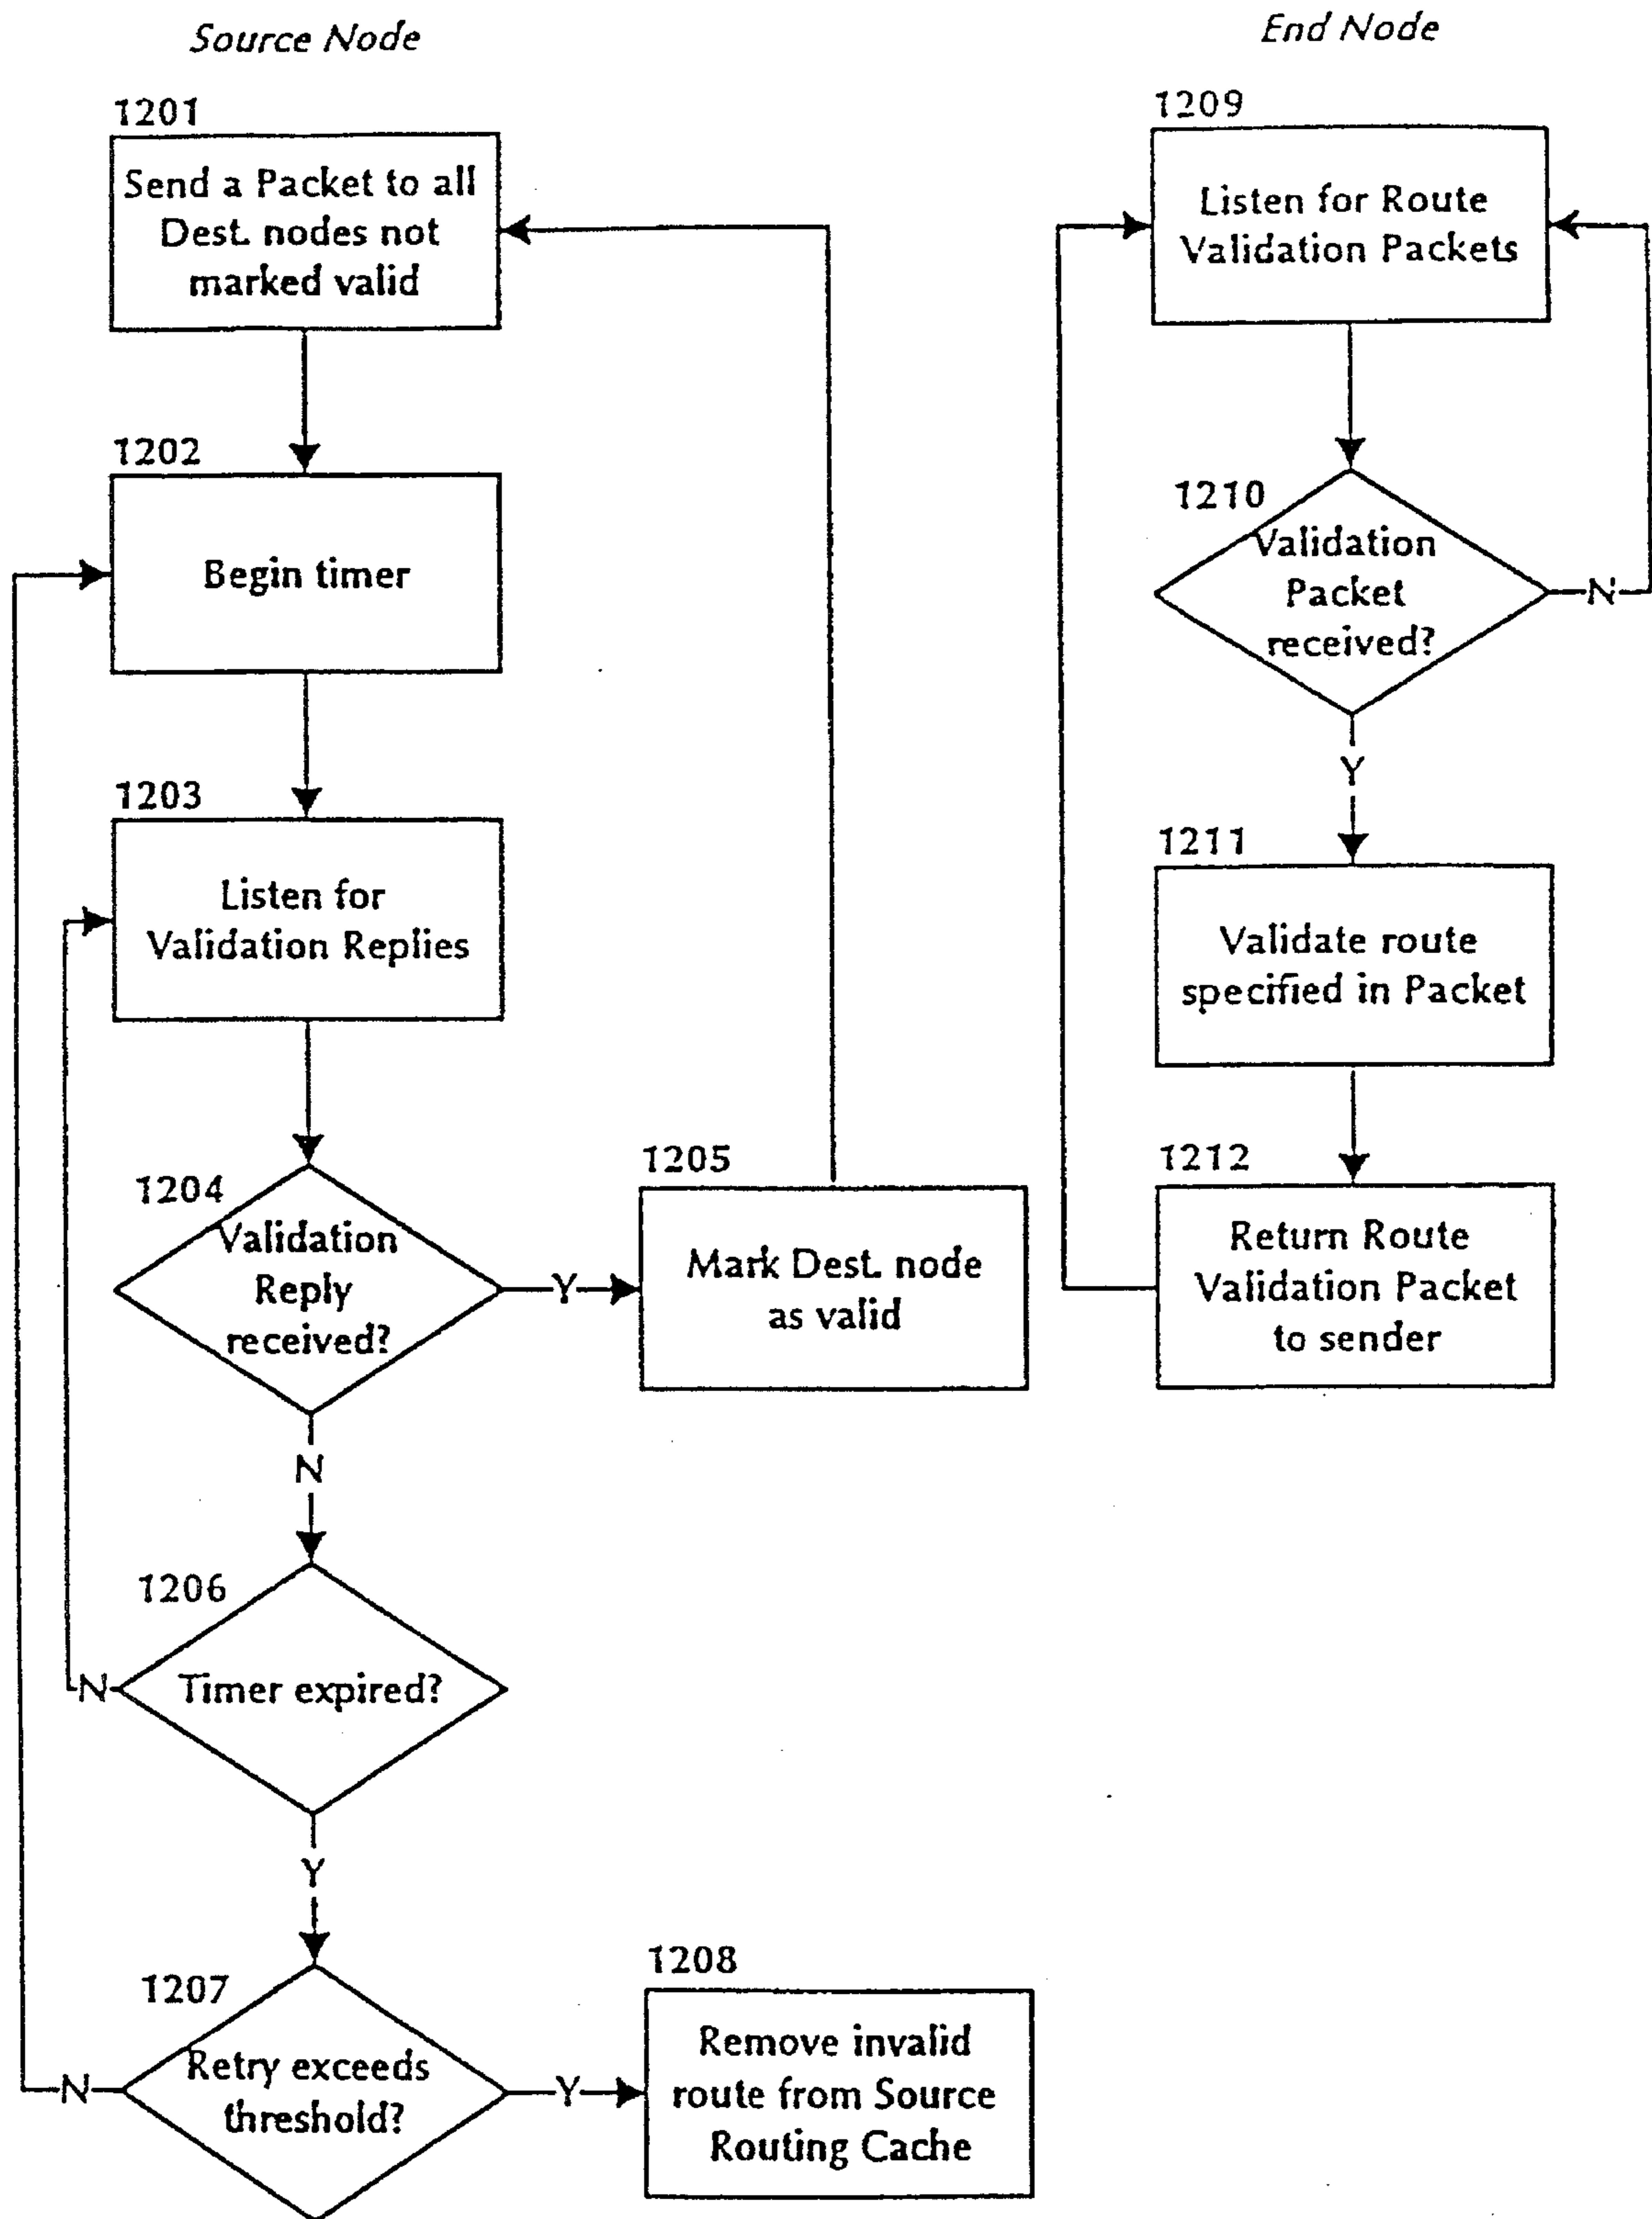 Source Node
1201
Send a Packet to all
Dest. nodes not
marked valid
1202
Begin timer
1203
Listen for
Validation Replies
1204
Validation
Reply
received?
Y
1205
Mark Dest. node
as valid
N
1206
Timer expired?
N
Y
1207
Retry exceeds
threshold?
N
Y
1208
Remove invalid
route from Source
Routing Cache
End Node
1209
Listen for Route
Validation Packets
1210
Validation
Packet
received?
N
Y
1211
Validate route
specified in Packet
1212
Return Route
Validation Packet
to sender